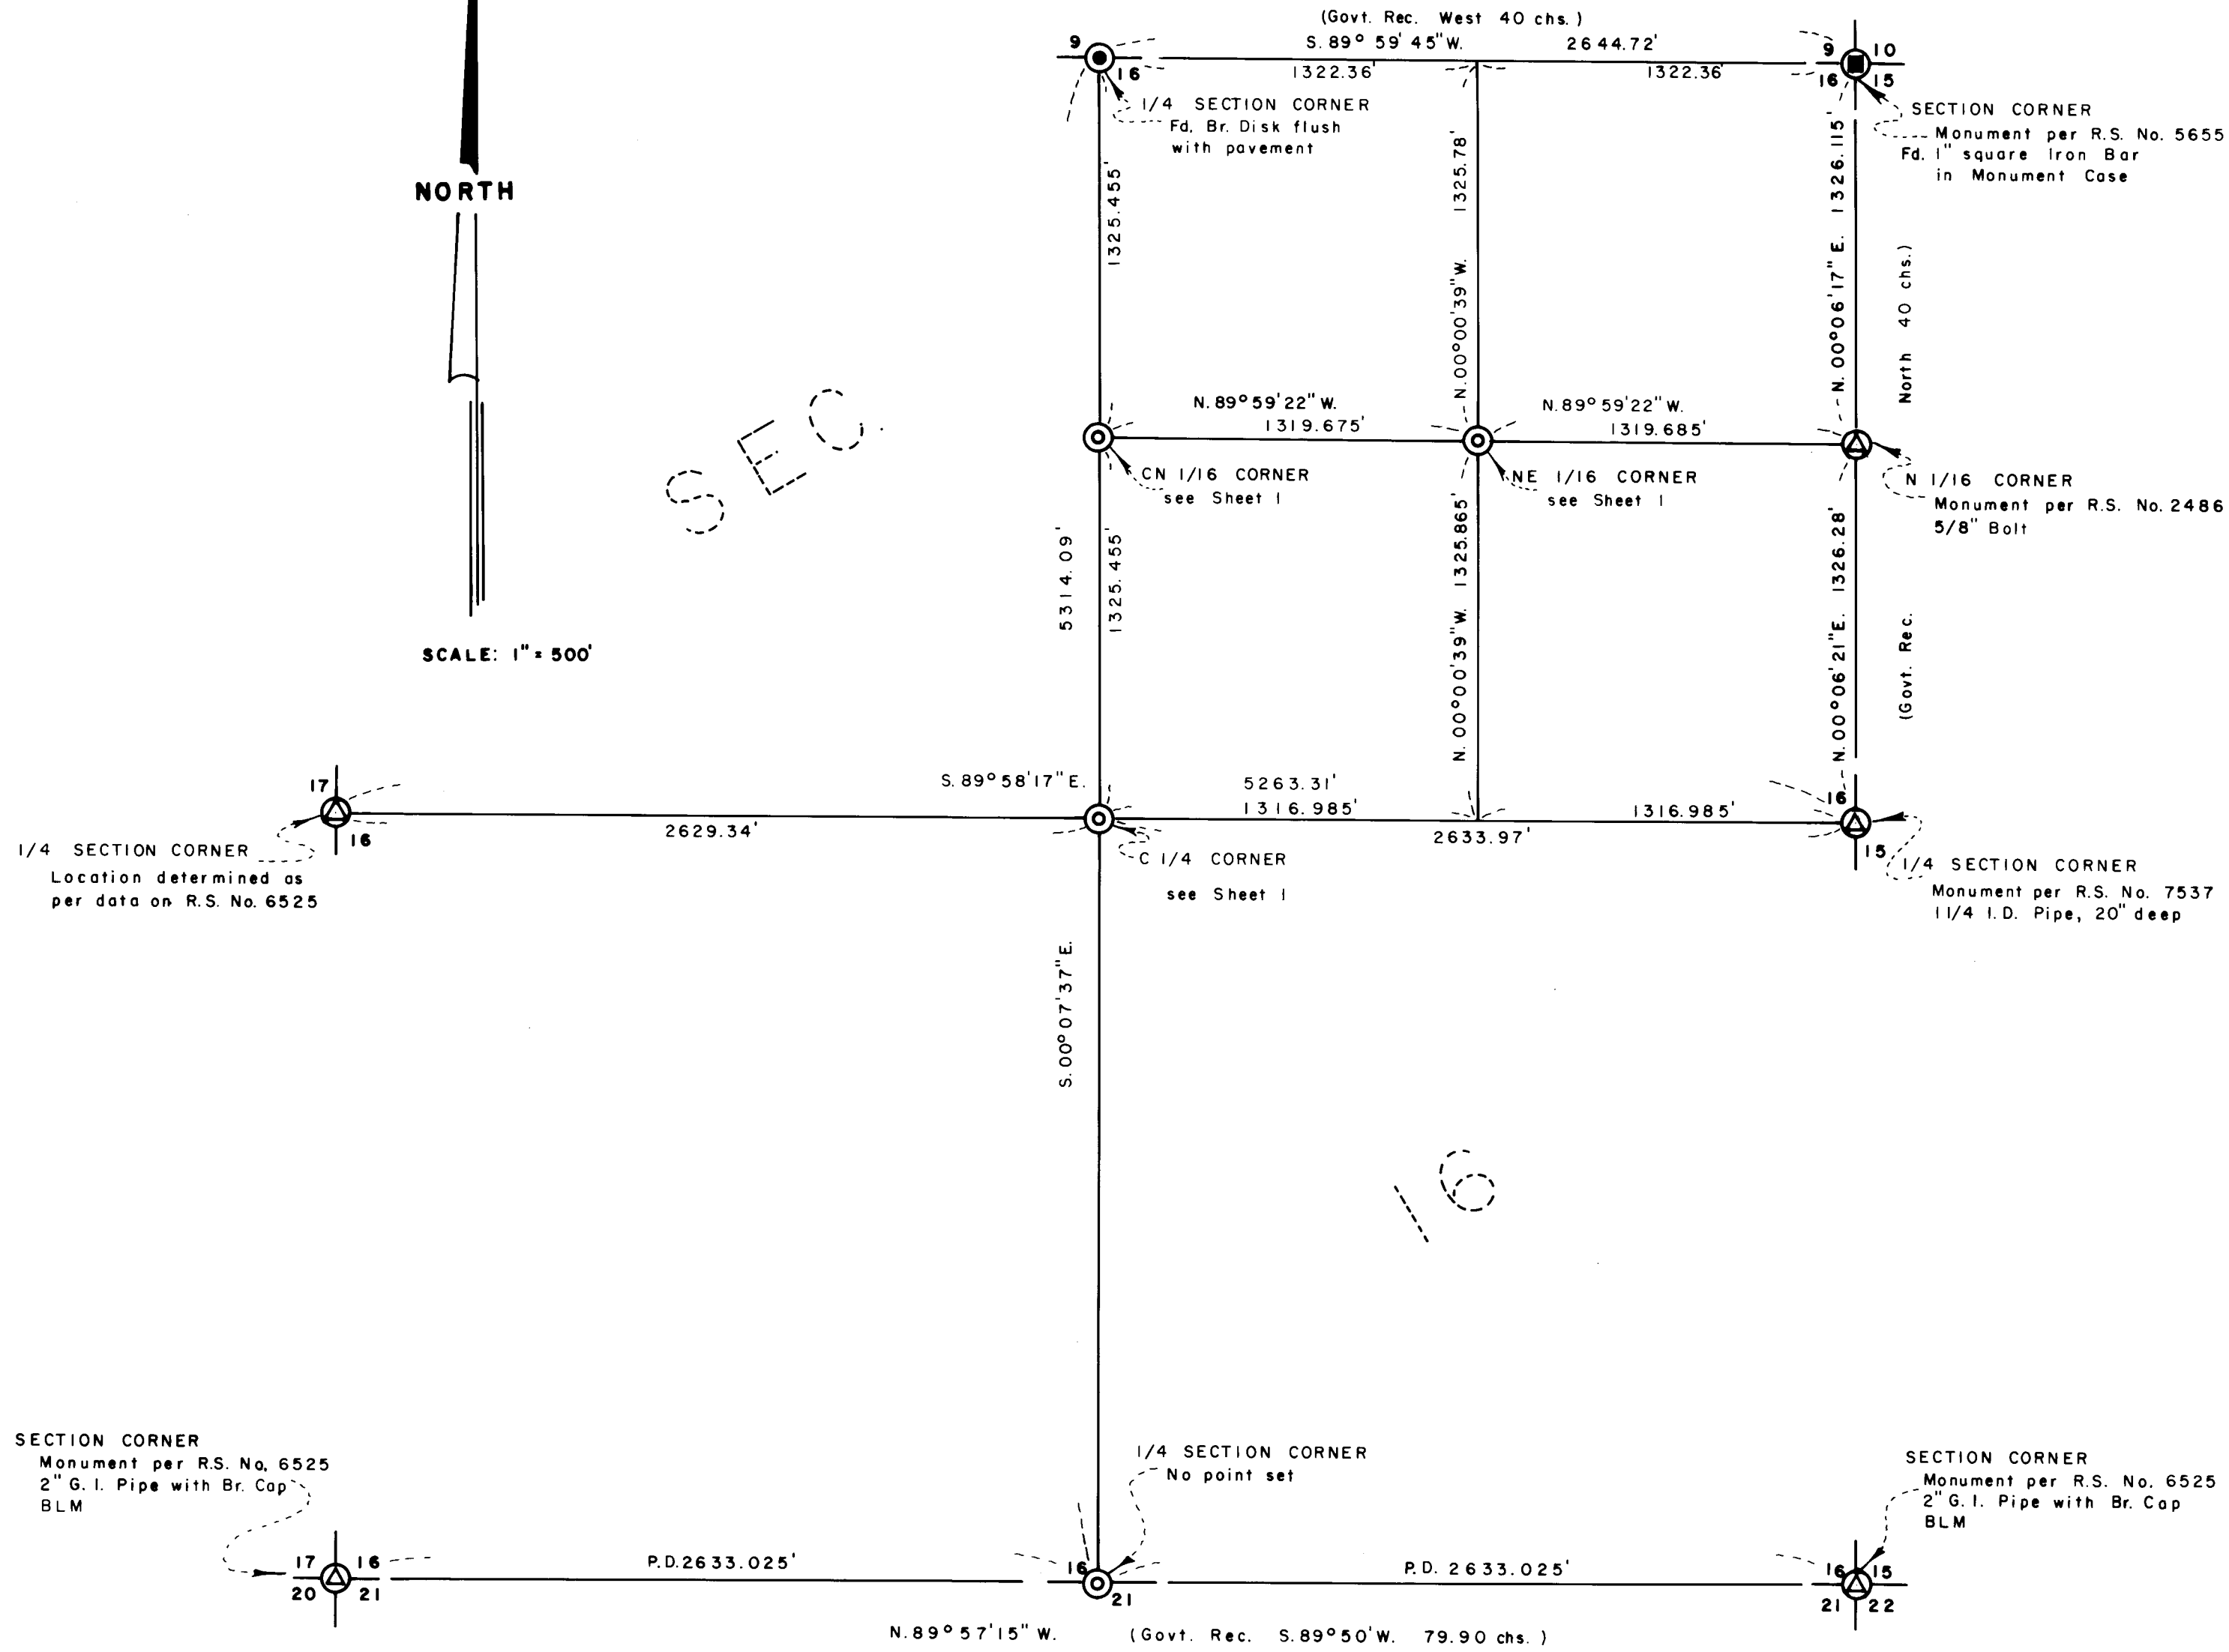 (Govt. Rec. West 40 chs.)
S. 89° 59' 45" W. 2644.72'
1322.36' 1322.36'
9
16
9 10
16 15
1/4 SECTION CORNER
Fd. Br. Disk flush
with pavement
SECTION CORNER
Monument per R.S. No. 5655
Fd. 1" square Iron Bar
in Monument Case
NORTH
1325.455'
N. 00° 00' 39" W. 1325.78'
N. 00° 06' 17" E. 1326.115'
(Govt. Rec. North 40 chs.)
SEC.
N. 89° 59' 22" W.
1319.675'
N. 89° 59' 22" W.
1319.685'
CN 1/16 CORNER
see Sheet 1
NE 1/16 CORNER
see Sheet 1
N 1/16 CORNER
Monument per R.S. No. 2486
5/8" Bolt
5314.09'
1325.455'
N. 00° 00' 39" W. 1325.865'
N. 00° 06' 21" E. 1326.28'
SCALE: 1" = 500'
17
16
S. 89° 58' 17" E. 5263.31'
1316.985' 1316.985'
2629.34' 2633.97'
16
15
1/4 SECTION CORNER
Location determined as
per data on R.S. No. 6525
C 1/4 CORNER
see Sheet 1
1/4 SECTION CORNER
Monument per R.S. No. 7537
1 1/4 I.D. Pipe, 20" deep
S. 00° 07' 37" E.
16
SECTION CORNER
Monument per R.S. No. 6525
2" G. I. Pipe with Br. Cap
BLM
1/4 SECTION CORNER
No point set
SECTION CORNER
Monument per R.S. No. 6525
2" G. I. Pipe with Br. Cap
BLM
17 16
20 21
P.D. 2633.025'
16
21
P.D. 2633.025'
16 15
21 22
N. 89° 57' 15" W. (Govt. Rec. S. 89° 50' W. 79.90 chs.)